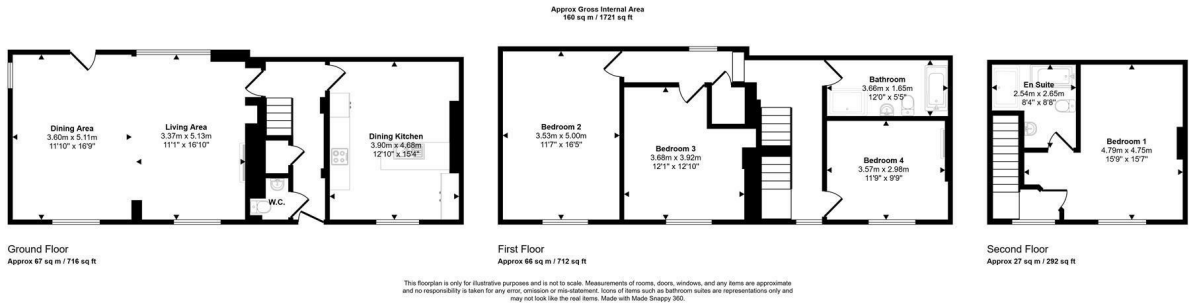 Approx Gross Internal Area
160 sq m / 1721 sq ft
Dining Area
3.60m x 5.11m
11'10" x 16'9"
Living Area
3.37m x 5.13m
11'1" x 16'10"
Dining Kitchen
3.90m x 4.68m
12'10" x 15'4"
W.C.
Ground Floor
Approx 67 sq m / 716 sq ft
Bedroom 2
3.53m x 5.00m
11'7" x 16'5"
Bedroom 3
3.68m x 3.92m
12'1" x 12'10"
Bathroom
3.66m x 1.65m
12'0" x 5'5"
Bedroom 4
3.57m x 2.98m
11'9" x 9'9"
First Floor
Approx 66 sq m / 712 sq ft
En Suite
2.54m x 2.65m
8'4" x 8'8"
Bedroom 1
4.79m x 4.75m
15'9" x 15'7"
Second Floor
Approx 27 sq m / 292 sq ft
This floorplan is only for illustrative purposes and is not to scale. Measurements of rooms, doors, windows, and any items are approximate
and no responsibility is taken for any error, omission or mis-statement. Icons of items such as bathroom suites are representations only and
may not look like the real items. Made with Made Snappy 360.